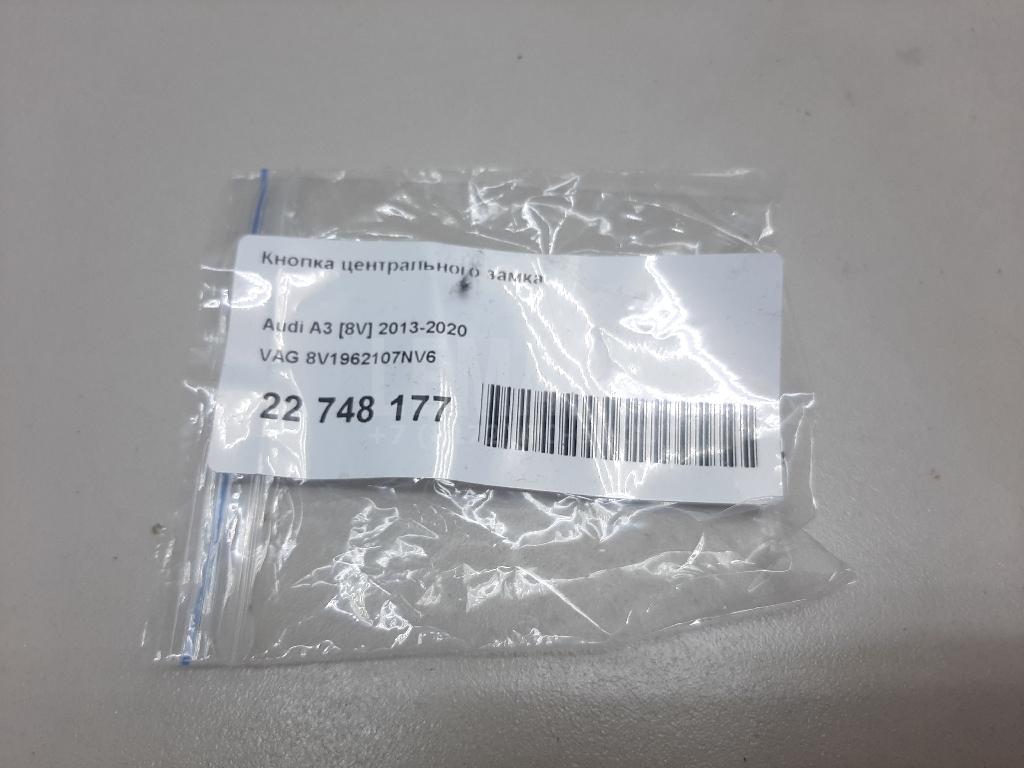 Кнопка центрального замка
Audi A3 [8V] 2013-2020
VAG 8V1962107NV6
22 748 177